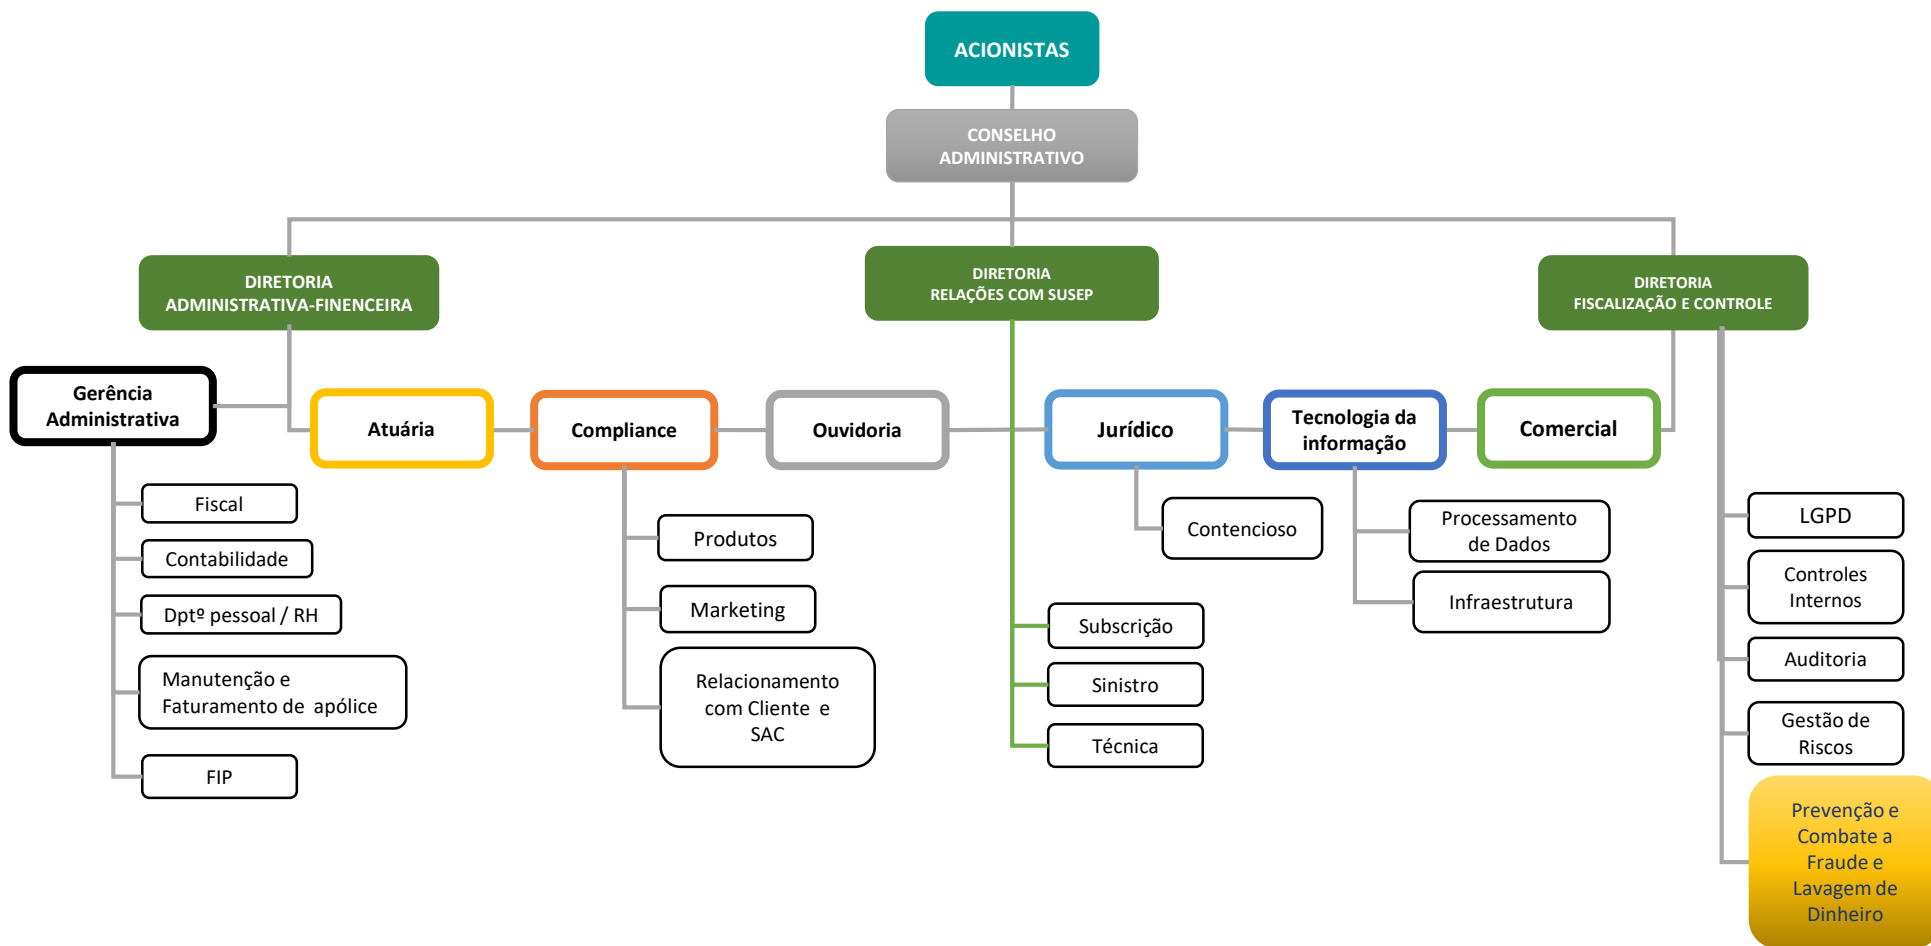 ACIONISTAS
CONSELHO
ADMINISTRATIVO
DIRETORIA
ADMINISTRATIVA-FINENCEIRA
DIRETORIA
RELAÇÕES COM SUSEP
DIRETORIA
FISCALIZAÇÃO E CONTROLE
Gerência
Administrativa
Atuária
Compliance
Ouvidoria
Jurídico
Tecnologia da
informação
Comercial
Fiscal
Contabilidade
Dptº pessoal / RH
Manutenção e
Faturamento de apólice
FIP
Produtos
Marketing
Relacionamento
com Cliente e
SAC
Subscrição
Sinistro
Técnica
Contencioso
Processamento
de Dados
Infraestrutura
LGPD
Controles
Internos
Auditoria
Gestão de
Riscos
Prevenção e
Combate a
Fraude e
Lavagem de
Dinheiro